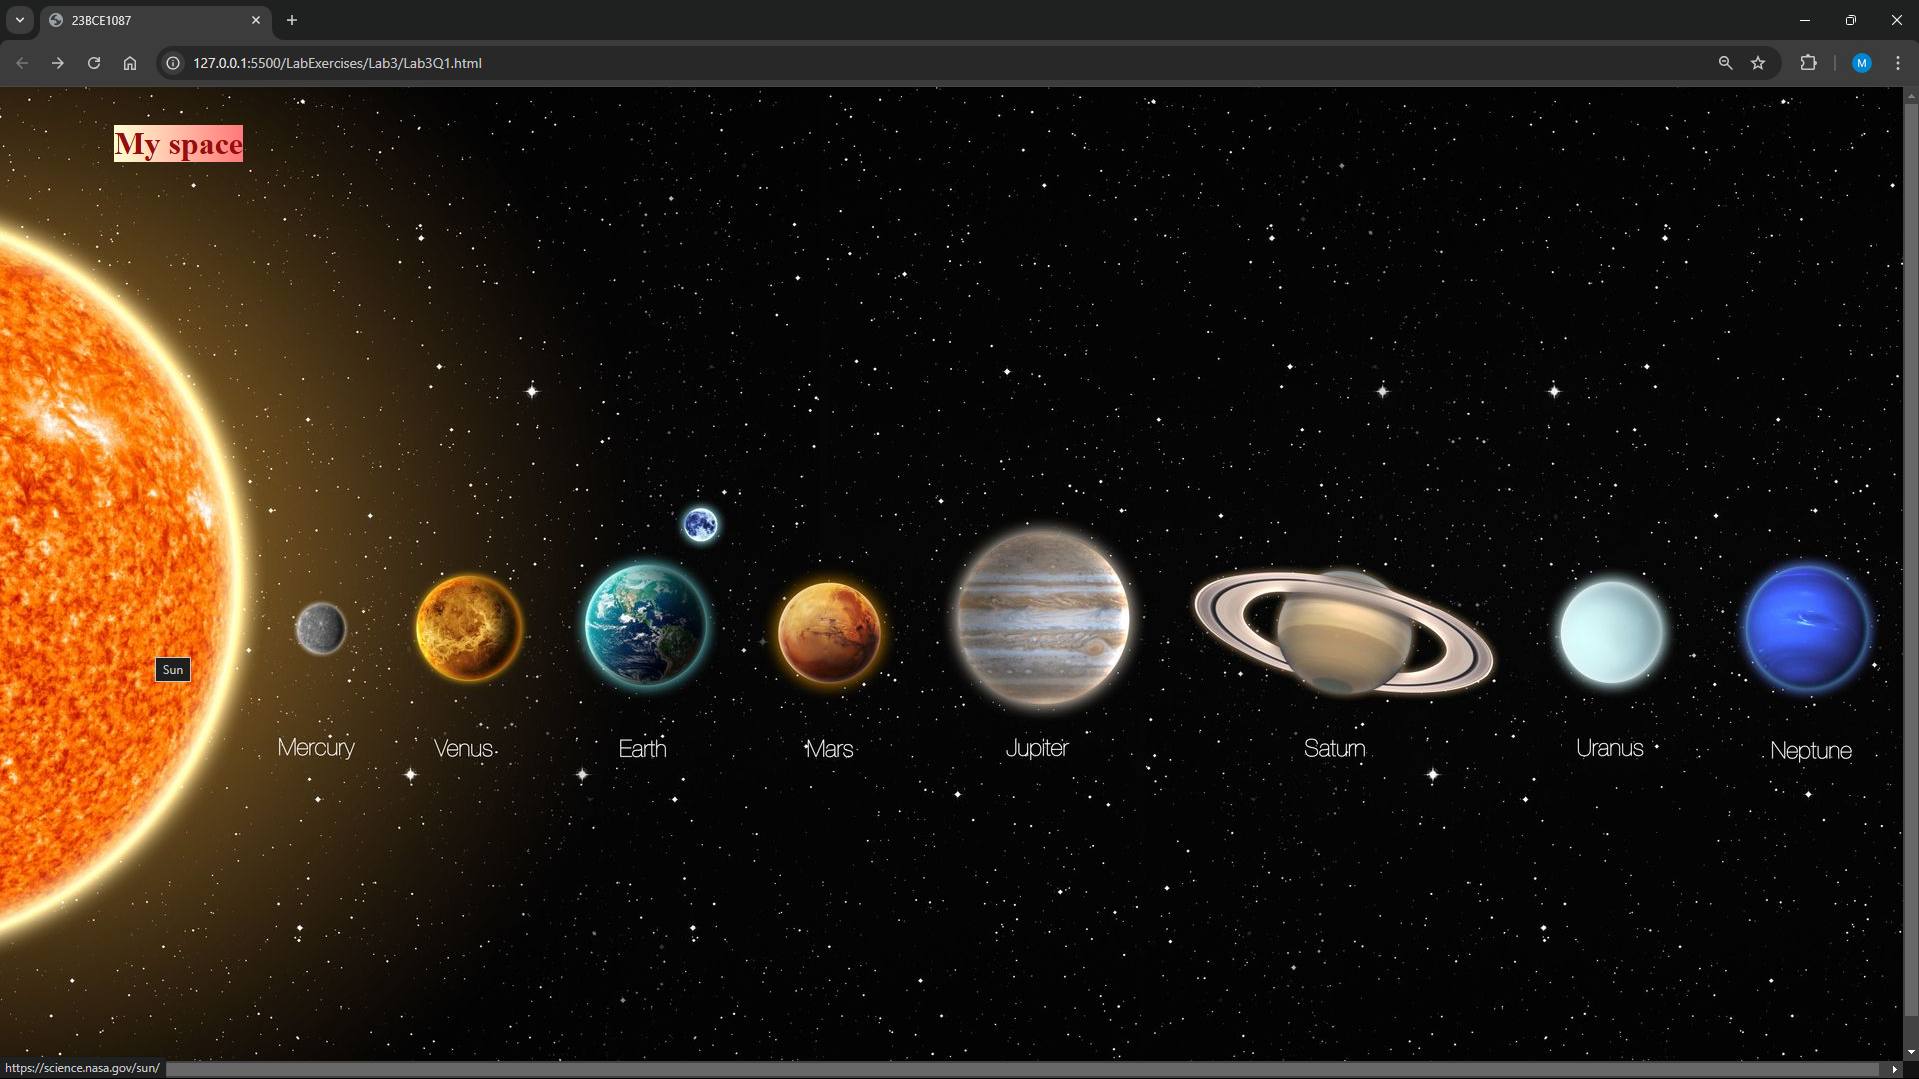 23BCE1087
127.0.0.1:5500/LabExercises/Lab3/Lab3Q1.html
M
My space
Sun
Mercury Venus Earth Mars Jupiter Saturn Uranus Neptune
https://science.nasa.gov/sun/